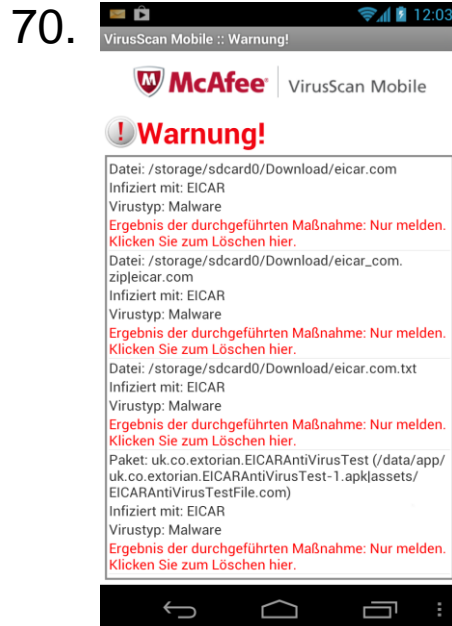 70.
12:03
VirusScan Mobile :: Warnung!
McAfee® VirusScan Mobile
! Warnung!
Datei: /storage/sdcard0/Download/eicar.com
Infiziert mit: EICAR
Virustyp: Malware
Ergebnis der durchgeführten Maßnahme: Nur melden.
Klicken Sie zum Löschen hier.
Datei: /storage/sdcard0/Download/eicar_com.
zip|eicar.com
Infiziert mit: EICAR
Virustyp: Malware
Ergebnis der durchgeführten Maßnahme: Nur melden.
Klicken Sie zum Löschen hier.
Datei: /storage/sdcard0/Download/eicar.com.txt
Infiziert mit: EICAR
Virustyp: Malware
Ergebnis der durchgeführten Maßnahme: Nur melden.
Klicken Sie zum Löschen hier.
Paket: uk.co.extorian.EICARAntiVirusTest (/data/app/
uk.co.extorian.EICARAntiVirusTest-1.apk|assets/
EICARAntiVirusTestFile.com)
Infiziert mit: EICAR
Virustyp: Malware
Ergebnis der durchgeführten Maßnahme: Nur melden.
Klicken Sie zum Löschen hier.